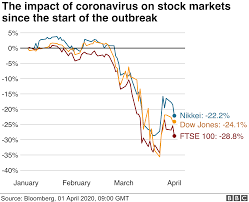 The impact of coronavirus on stock markets
since the start of the outbreak
5%
0%
-5%
-10%
-15%
-20%
-25%
-30%
-35%
-40%
Nikkei: -22.2%
Dow Jones: -24.1%
FTSE 100: -28.8%
January February March April
Source: Bloomberg, 01 April 2020, 09:00 GMT
BBC